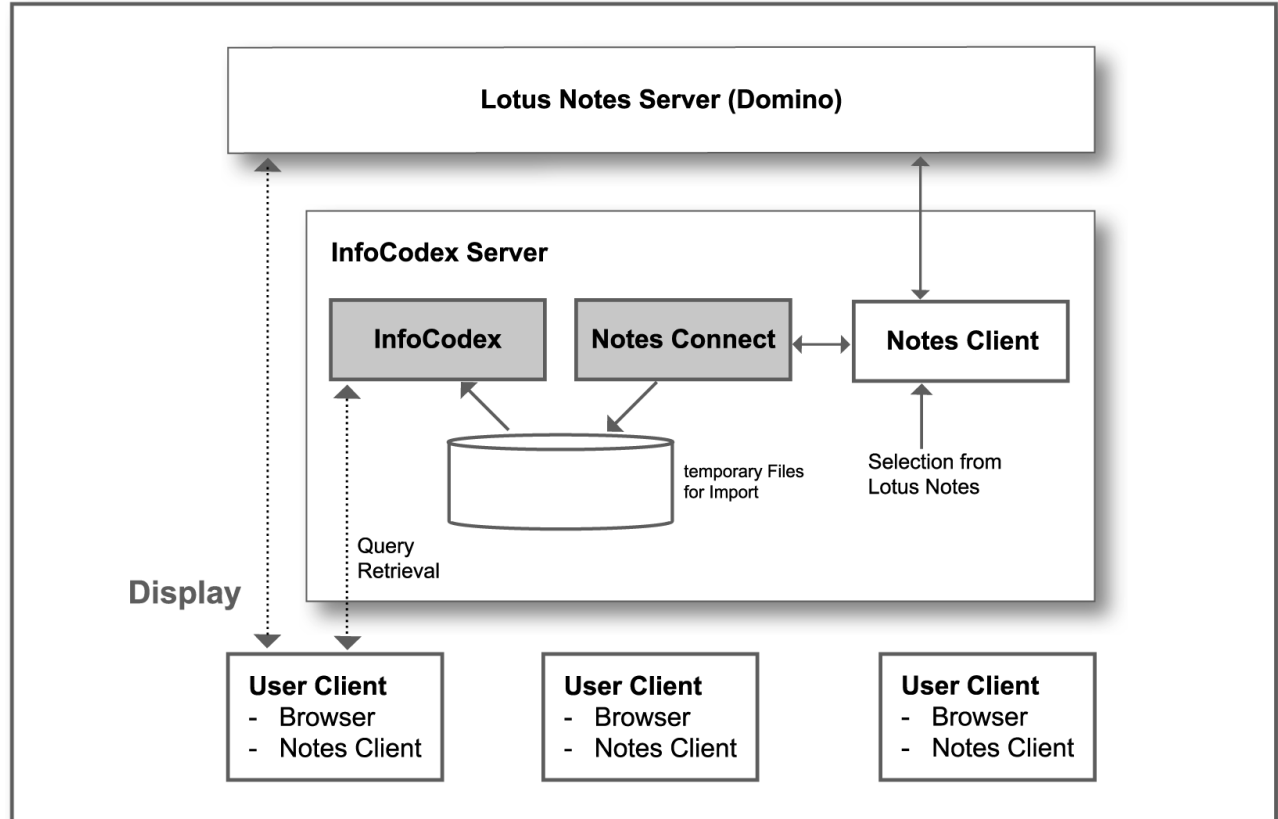 Lotus Notes Server (Domino)
InfoCodex Server
InfoCodex
Notes Connect
Notes Client
temporary Files
for Import
Selection from
Lotus Notes
Query
Retrieval
Display
User Client
- Browser
- Notes Client
User Client
- Browser
- Notes Client
User Client
- Browser
- Notes Client